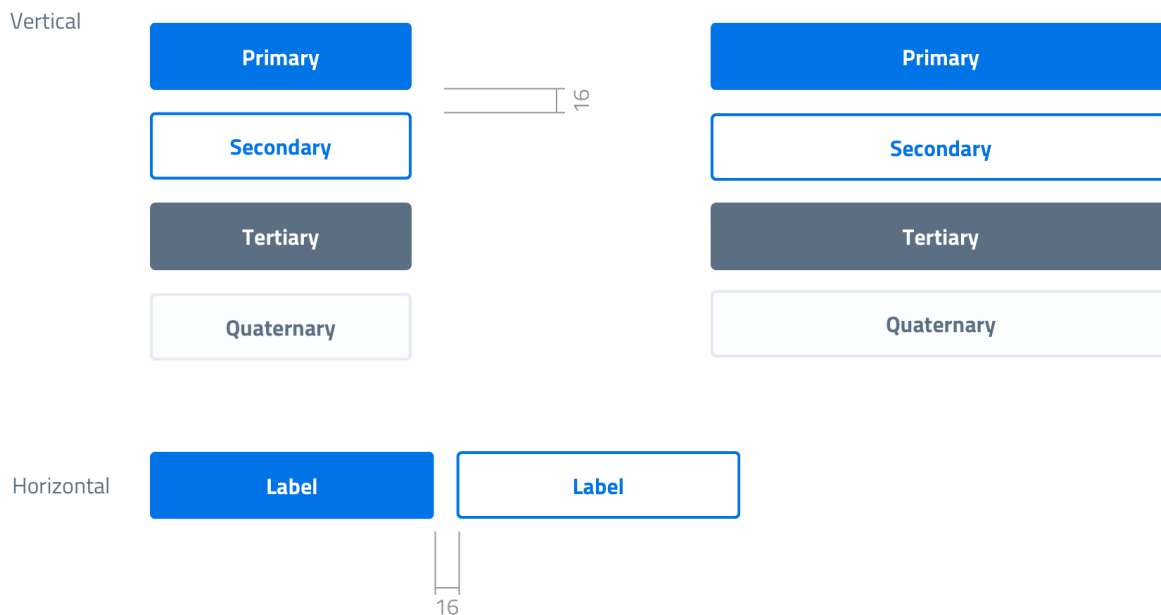 Vertical
Primary
Primary
16
Secondary
Secondary
Tertiary
Tertiary
Quaternary
Quaternary
Horizontal
Label
Label
16